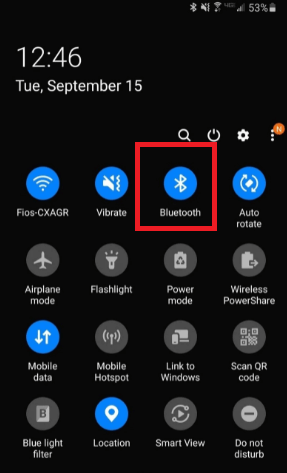 53%
12:46
Tue, September 15
N
Fios-CXAGR
Vibrate
Bluetooth
Auto
rotate
Airplane
mode
Flashlight
Power
mode
Wireless
PowerShare
Mobile
data
Mobile
Hotspot
Link to
Windows
Scan QR
code
Blue light
filter
Location
Smart View
Do not
disturb